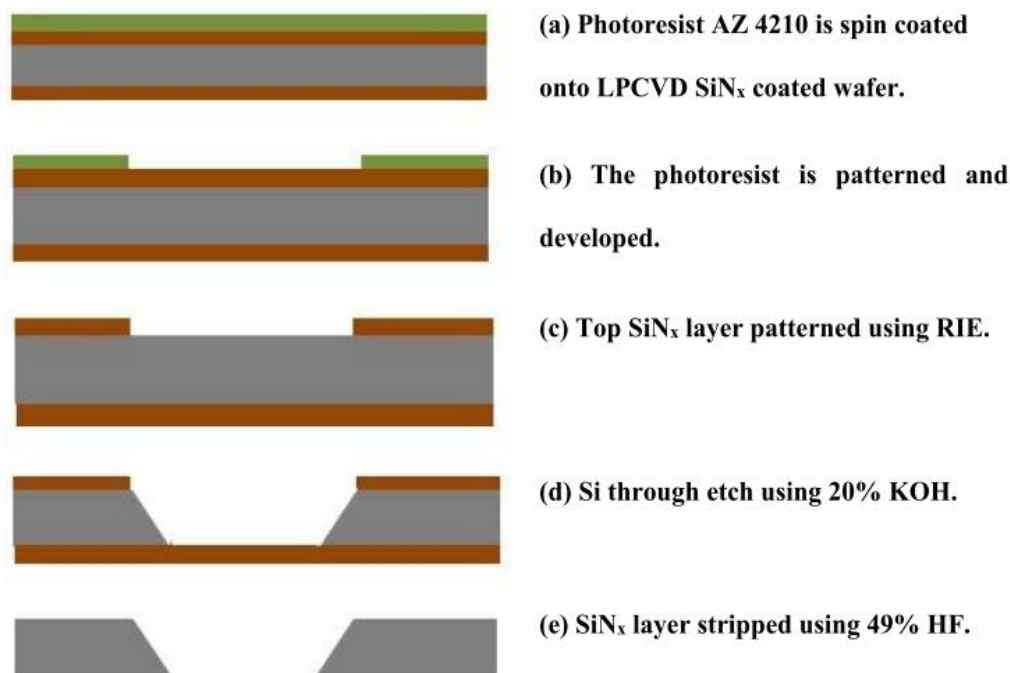 (a) Photoresist AZ 4210 is spin coated
onto LPCVD SiNₓ coated wafer.
(b) The photoresist is patterned and
developed.
(c) Top SiNₓ layer patterned using RIE.
(d) Si through etch using 20% KOH.
(e) SiNₓ layer stripped using 49% HF.